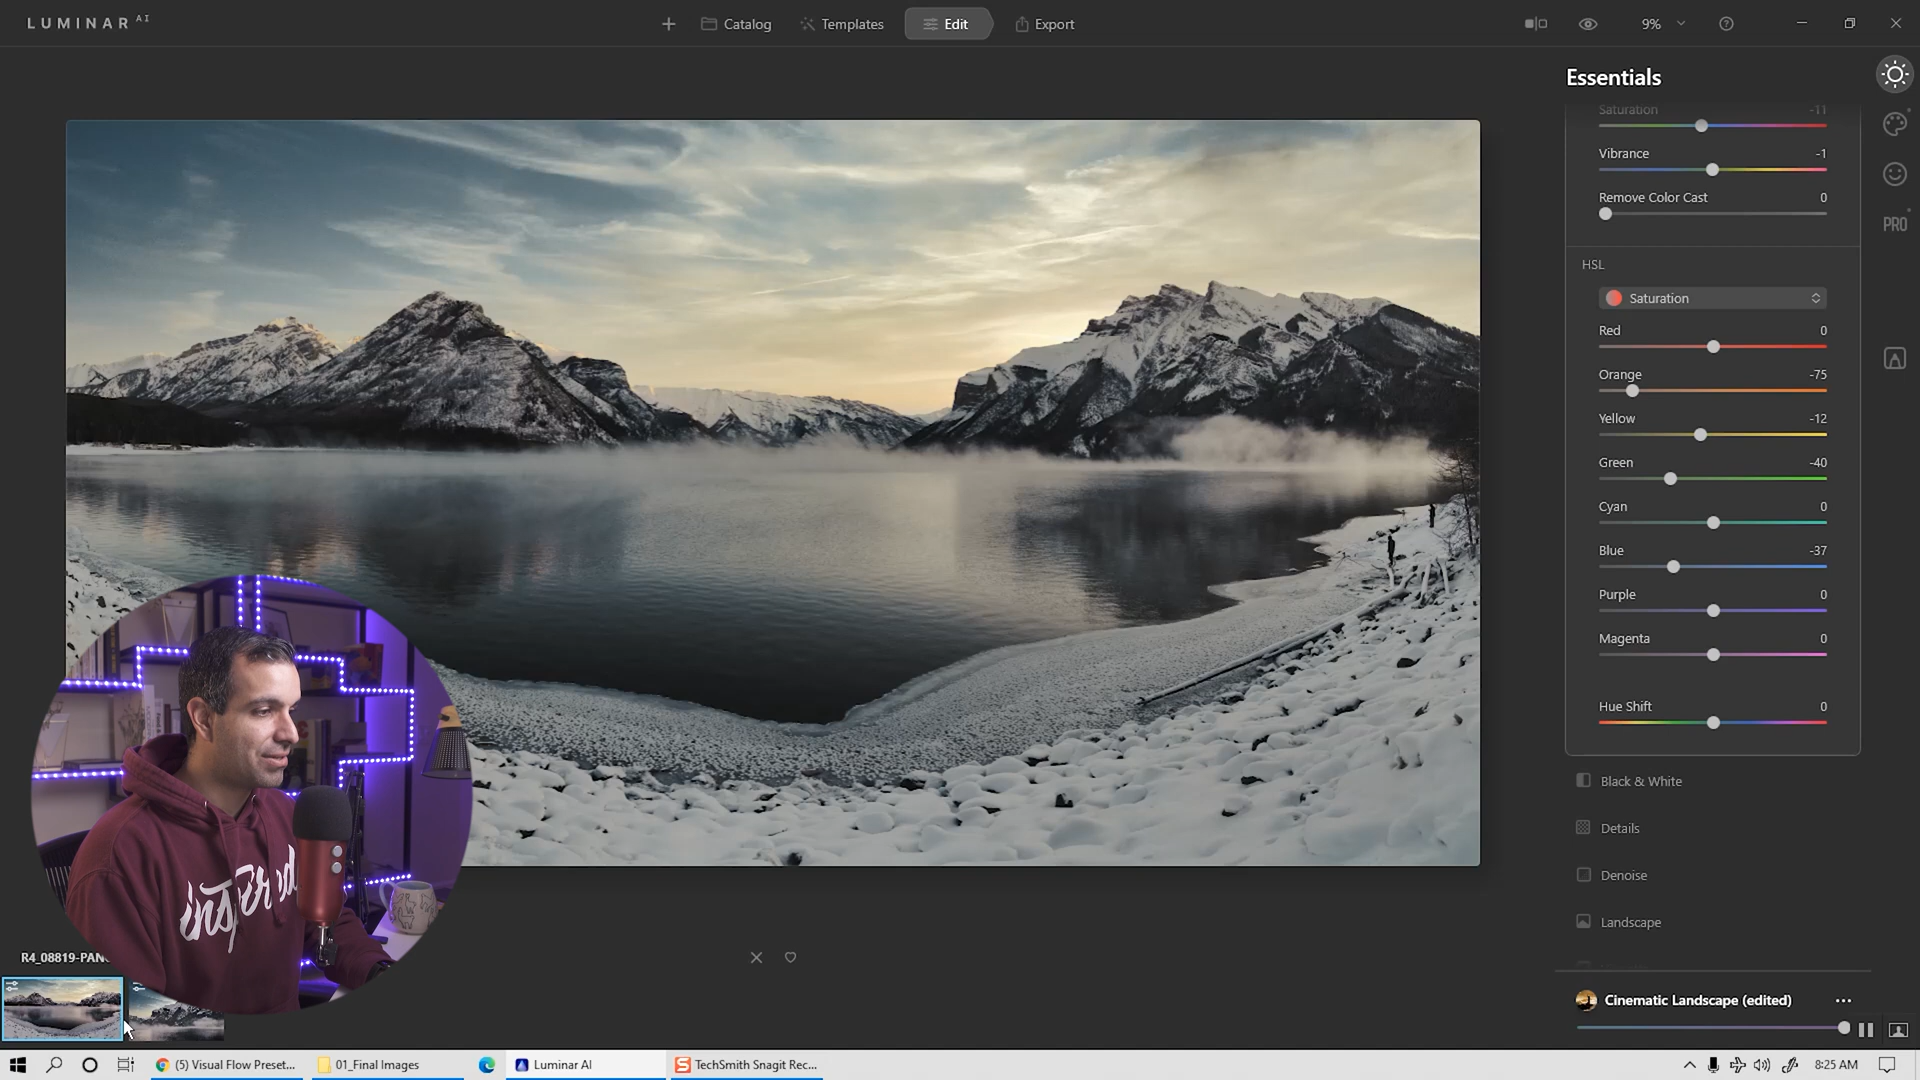 LUMINAR AI
Catalog
Templates
Edit
Export
9%
Essentials
Saturation -11
Vibrance -1
Remove Color Cast 0
PRO
HSL
Saturation
Red 0
Orange -75
Yellow -12
Green -40
Cyan 0
Blue -37
Purple 0
Magenta 0
Hue Shift 0
Black & White
Details
Denoise
Landscape
inspired
R4_08819-PANO
Cinematic Landscape (edited)
(5) Visual Flow Preset...
01_Final Images
Luminar AI
TechSmith Snagit Rec...
8:25 AM